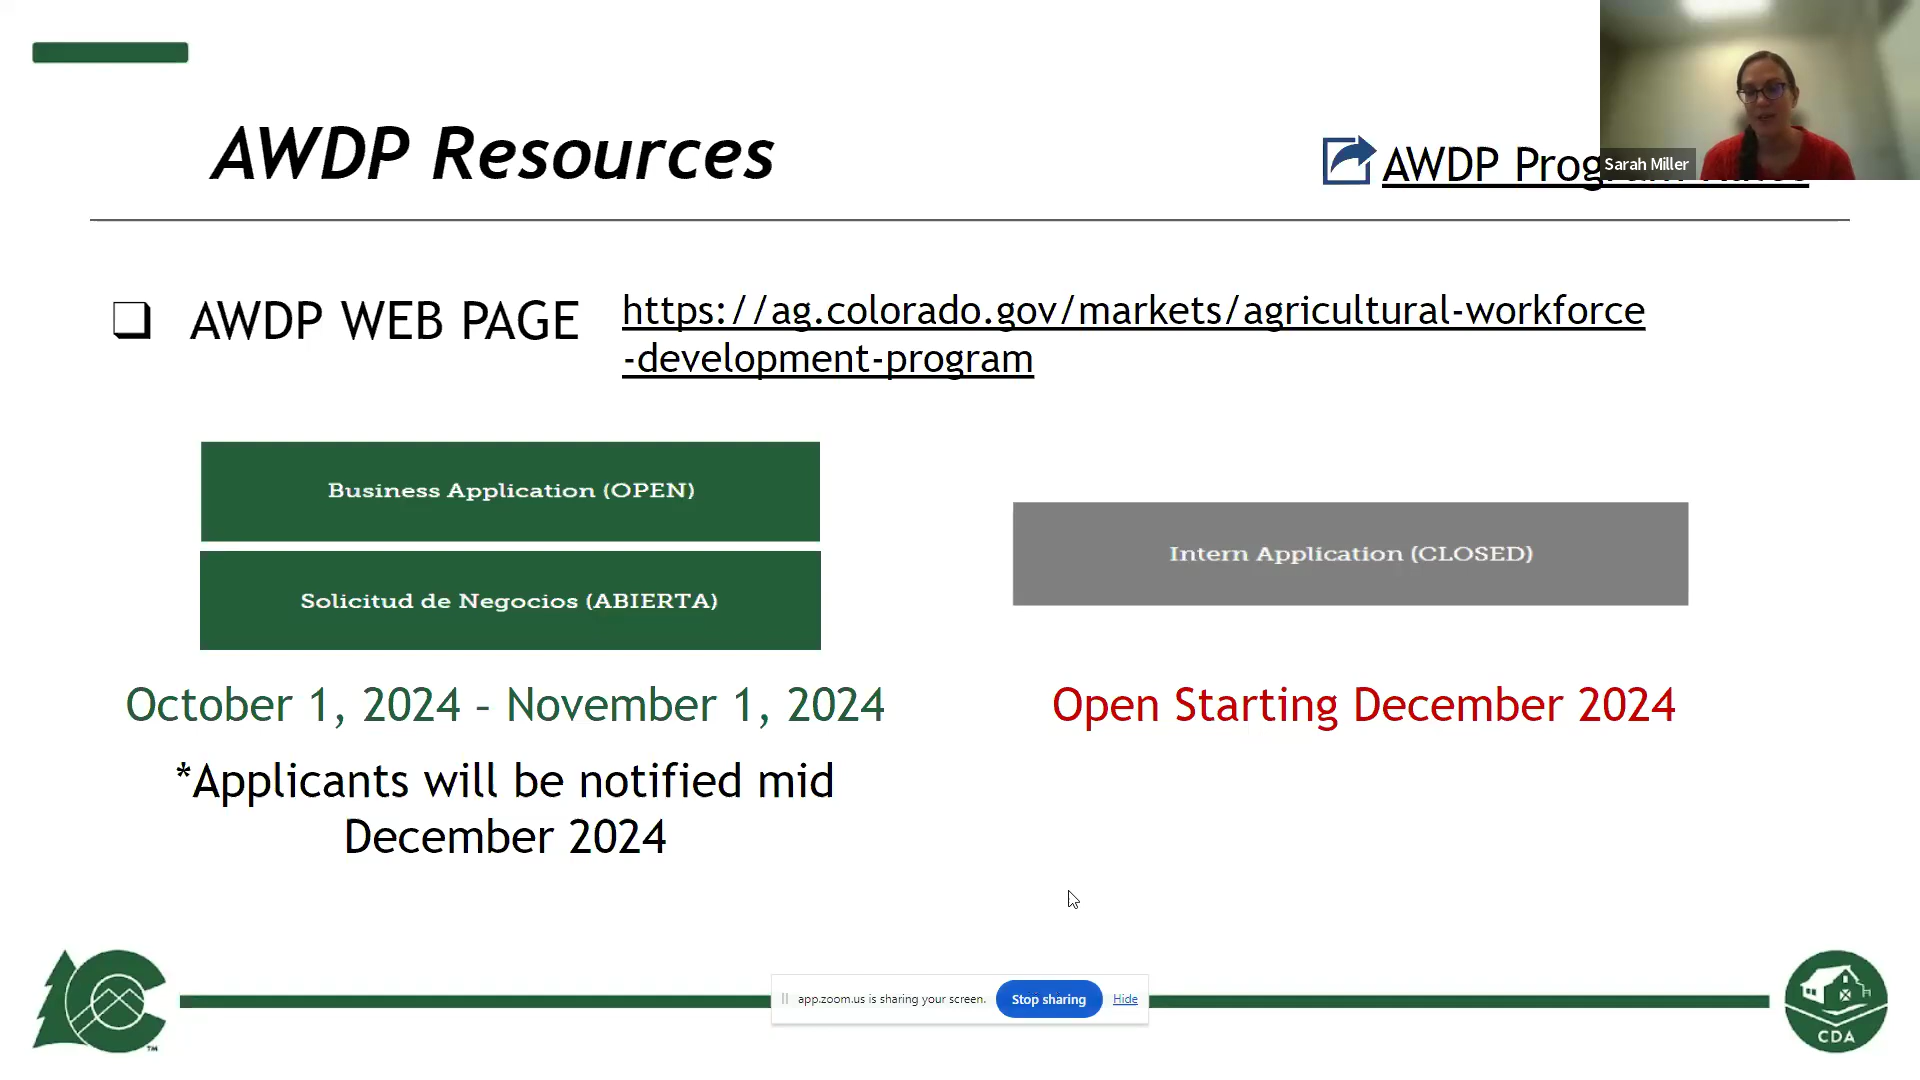 AWDP Resources
AWDP Prog
Sarah Miller
❑ AWDP WEB PAGE
https://ag.colorado.gov/markets/agricultural-workforce
-development-program
Business Application (OPEN)
Solicitud de Negocios (ABIERTA)
Intern Application (CLOSED)
October 1, 2024 – November 1, 2024
Open Starting December 2024
*Applicants will be notified mid
December 2024
app.zoom.us is sharing your screen.
Stop sharing
Hide
TM
CDA